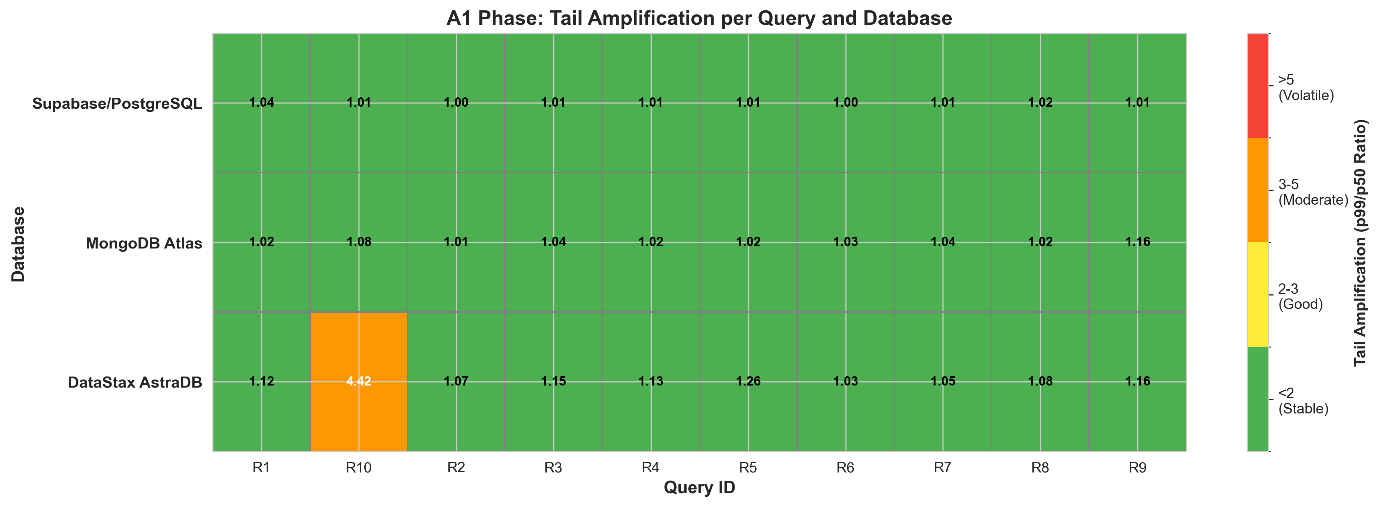 A1 Phase: Tail Amplification per Query and Database
Supabase/PostgreSQL
1.04 1.01 1.00 1.01 1.01 1.01 1.00 1.01 1.02 1.01
MongoDB Atlas
1.02 1.08 1.01 1.04 1.02 1.02 1.03 1.04 1.02 1.16
DataStax AstraDB
1.12 4.42 1.07 1.15 1.13 1.26 1.03 1.05 1.08 1.16
R1 R10 R2 R3 R4 R5 R6 R7 R8 R9
Query ID
Database
>5
(Volatile)
3-5
(Moderate)
2-3
(Good)
<2
(Stable)
Tail Amplification (p99/p50 Ratio)